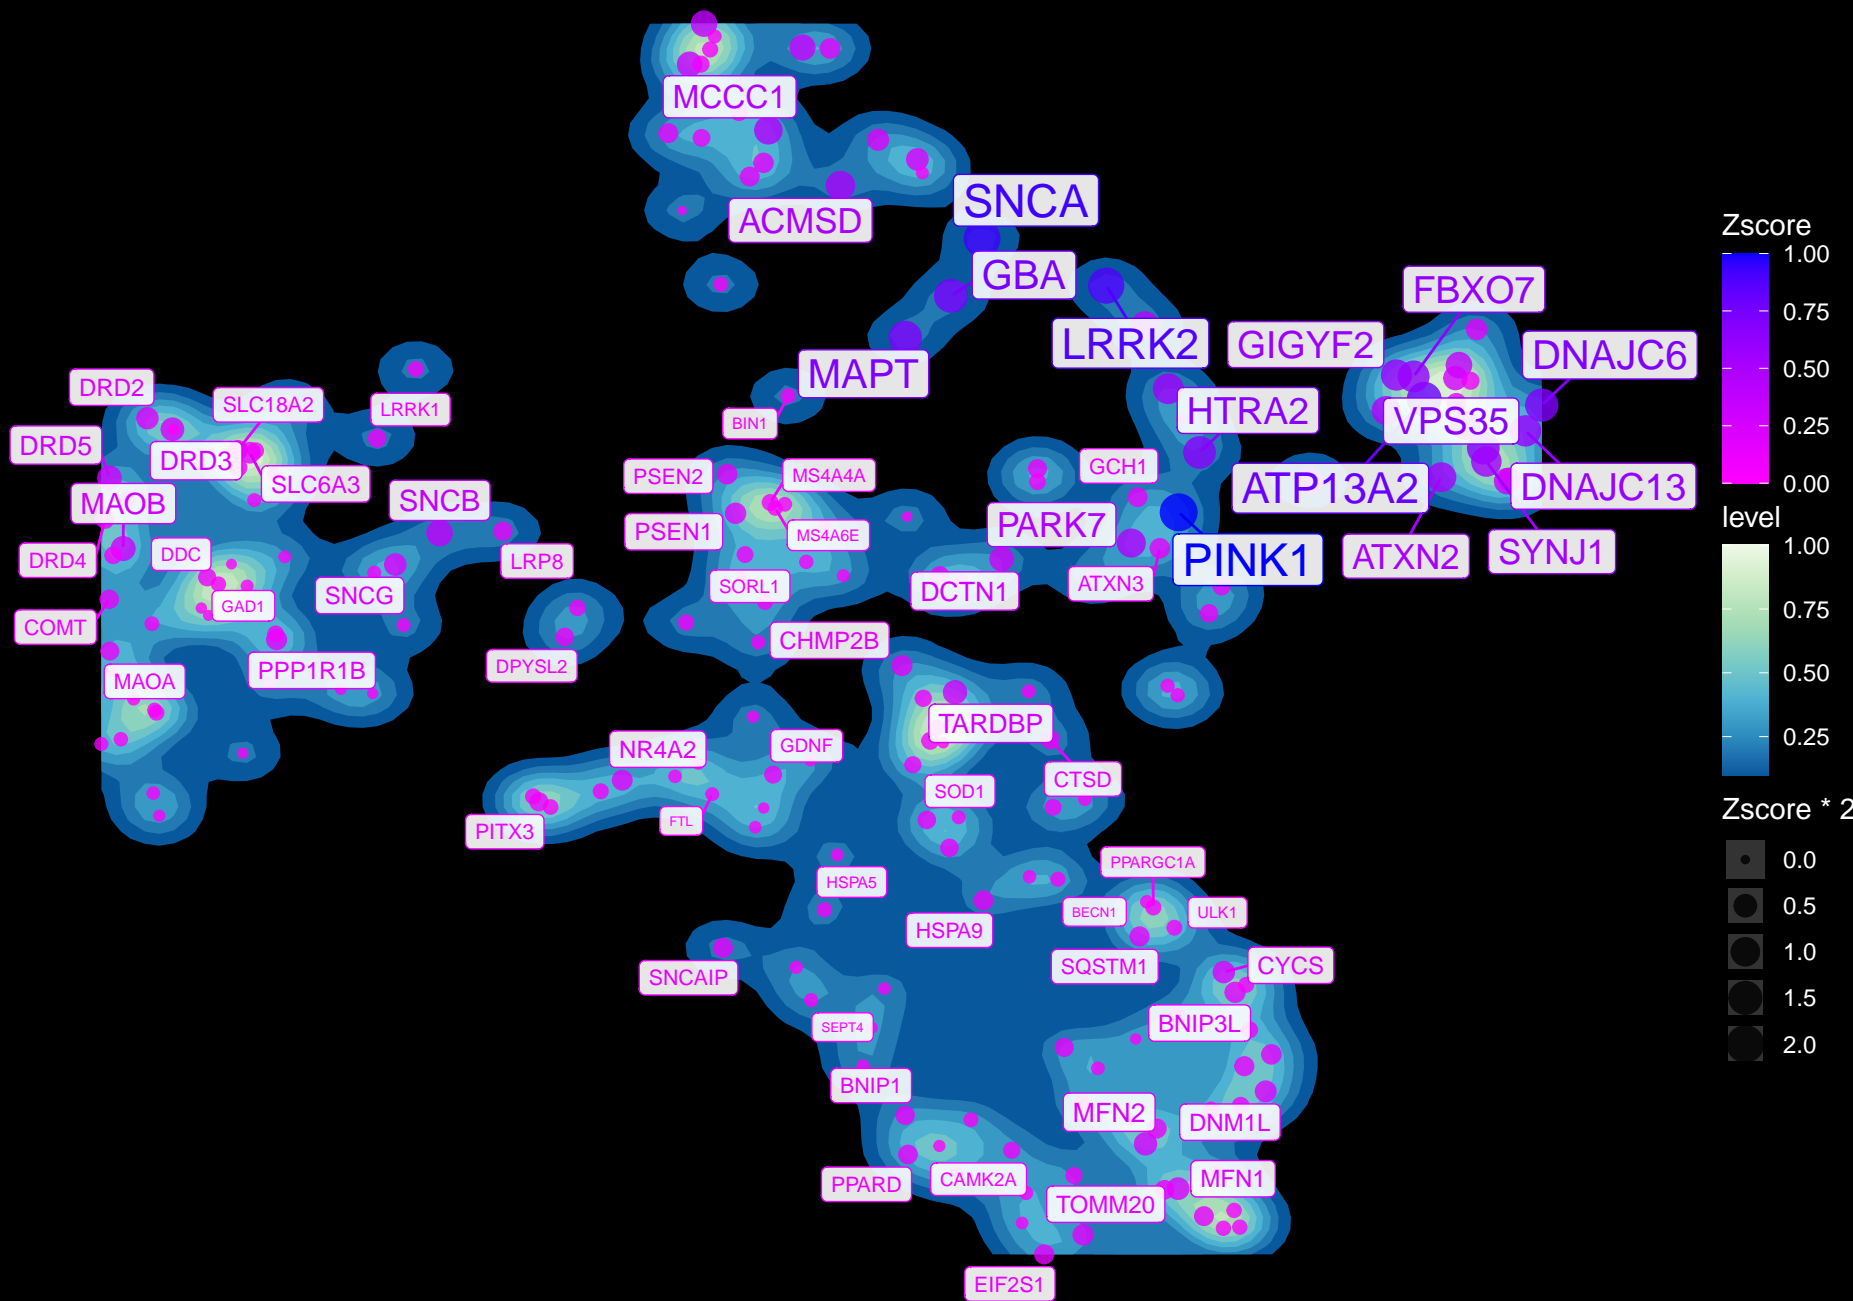 MCCC1
ACMSD
SNCA
GBA
MAPT
LRRK2
GIGYF2
FBXO7
DNAJC6
HTRA2
VPS35
ATP13A2
DNAJC13
ATXN2
SYNJ1
PARK7
GCH1
PINK1
ATXN3
DCTN1
BIN1
PSEN2
MS4A4A
PSEN1
MS4A6E
SORL1
CHMP2B
DRD2
SLC18A2
LRRK1
DRD5
DRD3
SLC6A3
MAOB
SNCB
DRD4
DDC
LRP8
GAD1
SNCG
COMT
PPP1R1B
MAOA
DPYSL2
NR4A2
GDNF
PITX3
FTL
TARDBP
CTSD
SOD1
HSPA5
HSPA9
PPARGC1A
BECN1
ULK1
SQSTM1
CYCS
SNCAIP
SEPT4
BNIP3L
BNIP1
MFN2
DNM1L
PPARD
CAMK2A
MFN1
TOMM20
EIF2S1
Zscore
1.00
0.75
0.50
0.25
0.00
level
1.00
0.75
0.50
0.25
Zscore * 2
0.0
0.5
1.0
1.5
2.0